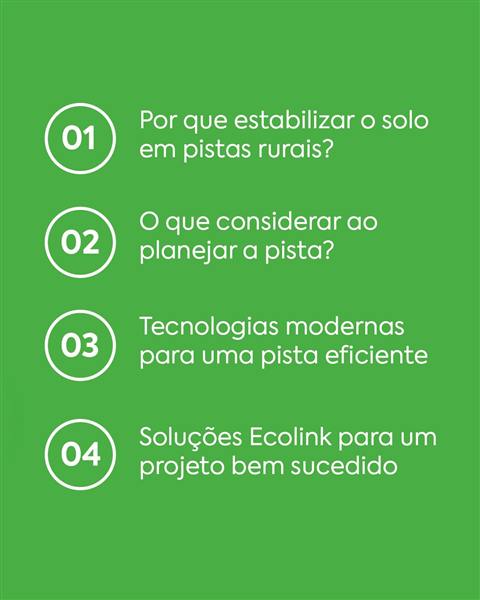 01
Por que estabilizar o solo
em pistas rurais?
02
O que considerar ao
planejar a pista?
03
Tecnologias modernas
para uma pista eficiente
04
Soluções Ecolink para um
projeto bem sucedido